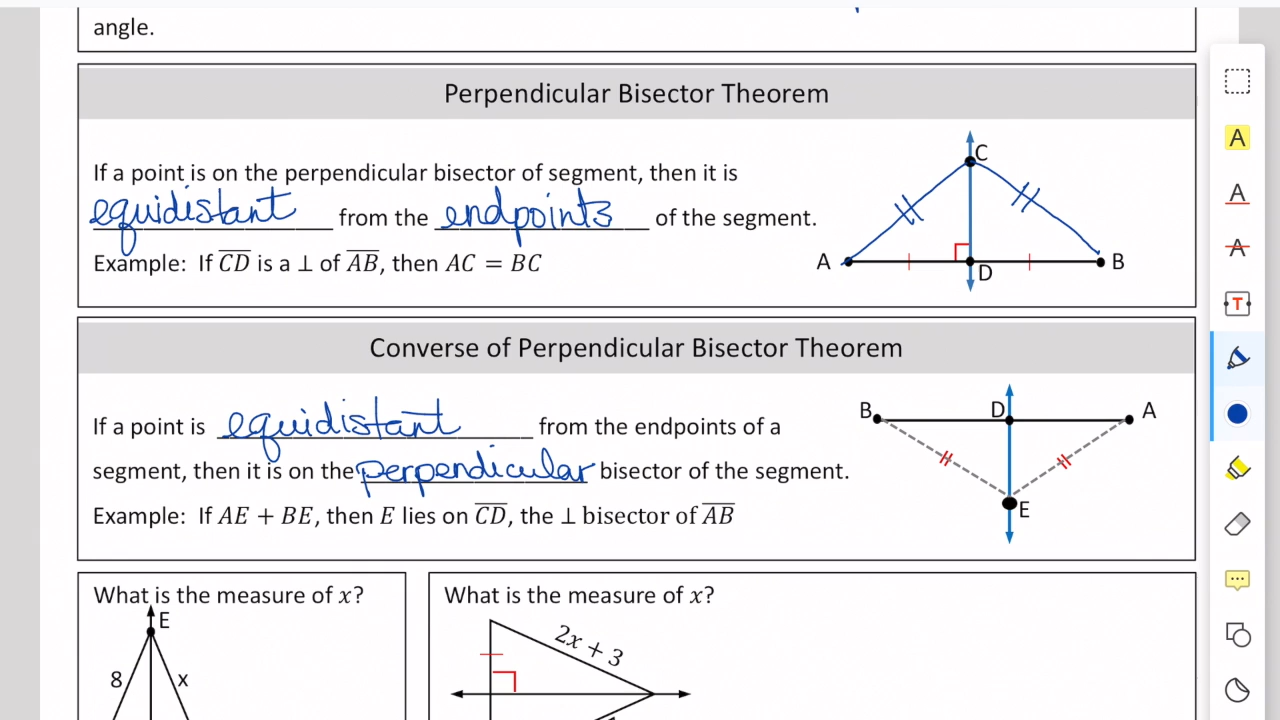 angle.
Perpendicular Bisector Theorem
If a point is on the perpendicular bisector of segment, then it is
equidistant from the endpoints of the segment.
Example: If \overline{CD} is a ⊥ of \overline{AB}, then AC = BC
C
A
D
B
Converse of Perpendicular Bisector Theorem
If a point is equidistant from the endpoints of a
segment, then it is on the perpendicular bisector of the segment.
Example: If AE + BE, then E lies on \overline{CD}, the ⊥ bisector of \overline{AB}
B
D
A
E
What is the measure of x?
E
8
x
What is the measure of x?
2x + 3
A
A
A
T